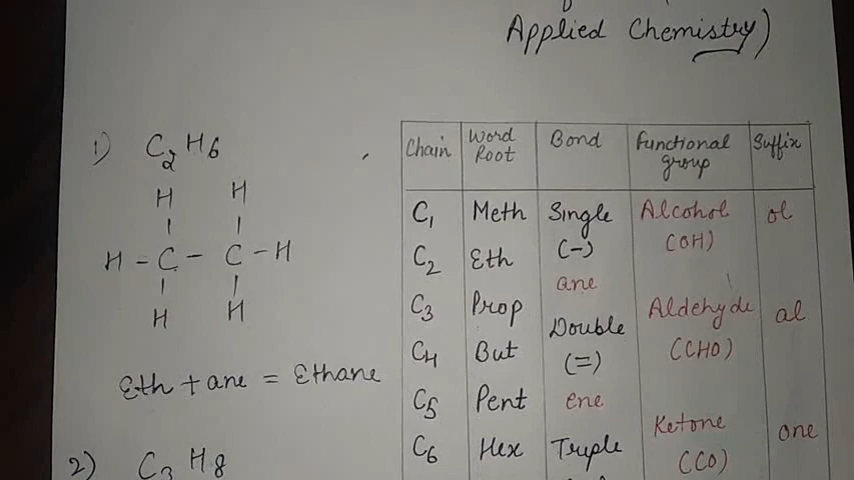 Applied Chemistry)
1) C2H6
H H
H - C - C - H
H H
Eth + ane = Ethane
2) C3H8
Chain Word Root Bond Functional group Suffix
C1 Meth Single Alcohol ol
(-) (OH)
C2 Eth
ane
C3 Prop Aldehyde al
Double
C4 But (=) (CHO)
C5 Pent ene
Ketone one
C6 Hex Triple (CO)